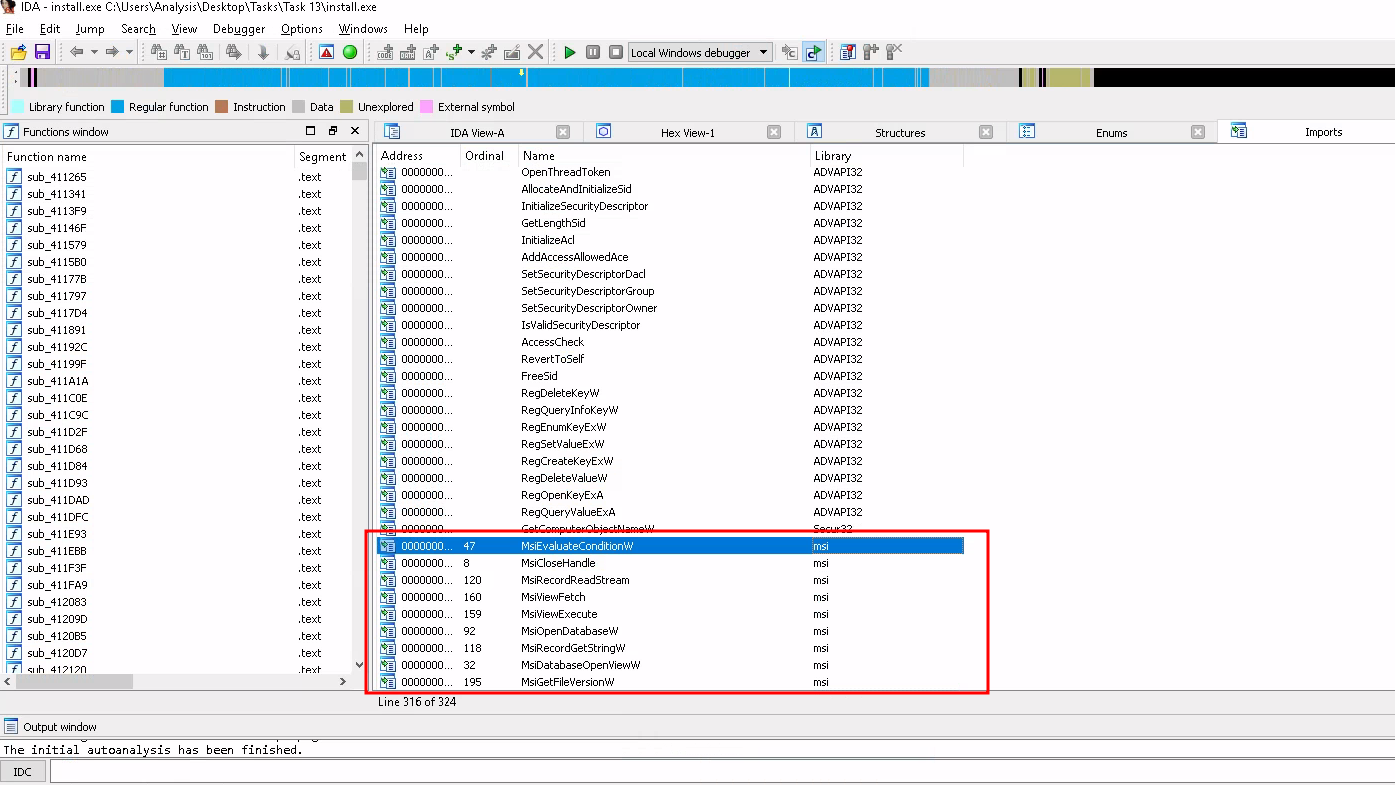 IDA - install.exe C:\Users\Analysis\Desktop\Tasks\Task 13\install.exe
File Edit Jump Search View Debugger Options Windows Help
Local Windows debugger
Library function Regular function Instruction Data Unexplored External symbol
Functions window IDA View-A Hex View-1 Structures Enums Imports
Function name Segment Address Ordinal Name Library
0000000... OpenThreadToken ADVAPI32
sub_411265 .text 0000000... AllocateAndInitializeSid ADVAPI32
sub_411341 .text 0000000... InitializeSecurityDescriptor ADVAPI32
sub_4113F9 .text 0000000... GetLengthSid ADVAPI32
sub_41146F .text 0000000... InitializeAcl ADVAPI32
sub_411579 .text 0000000... AddAccessAllowedAce ADVAPI32
sub_4115B0 .text 0000000... SetSecurityDescriptorDacl ADVAPI32
sub_41177B .text 0000000... SetSecurityDescriptorGroup ADVAPI32
sub_411797 .text 0000000... SetSecurityDescriptorOwner ADVAPI32
sub_4117D4 .text 0000000... IsValidSecurityDescriptor ADVAPI32
sub_411891 .text 0000000... AccessCheck ADVAPI32
sub_41192C .text 0000000... RevertToSelf ADVAPI32
sub_41199F .text 0000000... FreeSid ADVAPI32
sub_411A1A .text 0000000... RegDeleteKeyW ADVAPI32
sub_411C0E .text 0000000... RegQueryInfoKeyW ADVAPI32
sub_411C9C .text 0000000... RegEnumKeyExW ADVAPI32
sub_411D2F .text 0000000... RegSetValueExW ADVAPI32
sub_411D68 .text 0000000... RegCreateKeyExW ADVAPI32
sub_411D84 .text 0000000... RegDeleteValueW ADVAPI32
sub_411D93 .text 0000000... RegOpenKeyExA ADVAPI32
sub_411DAD .text 0000000... RegQueryValueExA ADVAPI32
sub_411DFC .text 0000000... GetComputerObjectNameW Secur32
sub_411E93 .text 0000000... 47 MsiEvaluateConditionW msi
sub_411EBB .text 0000000... 8 MsiCloseHandle msi
sub_411F3F .text 0000000... 120 MsiRecordReadStream msi
sub_411FA9 .text 0000000... 160 MsiViewFetch msi
sub_412083 .text 0000000... 159 MsiViewExecute msi
sub_41209D .text 0000000... 92 MsiOpenDatabaseW msi
sub_4120B5 .text 0000000... 118 MsiRecordGetStringW msi
sub_4120D7 .text 0000000... 32 MsiDatabaseOpenViewW msi
sub_412120 .text 0000000... 195 MsiGetFileVersionW msi
Line 316 of 324
Output window
The initial autoanalysis has been finished.
IDC